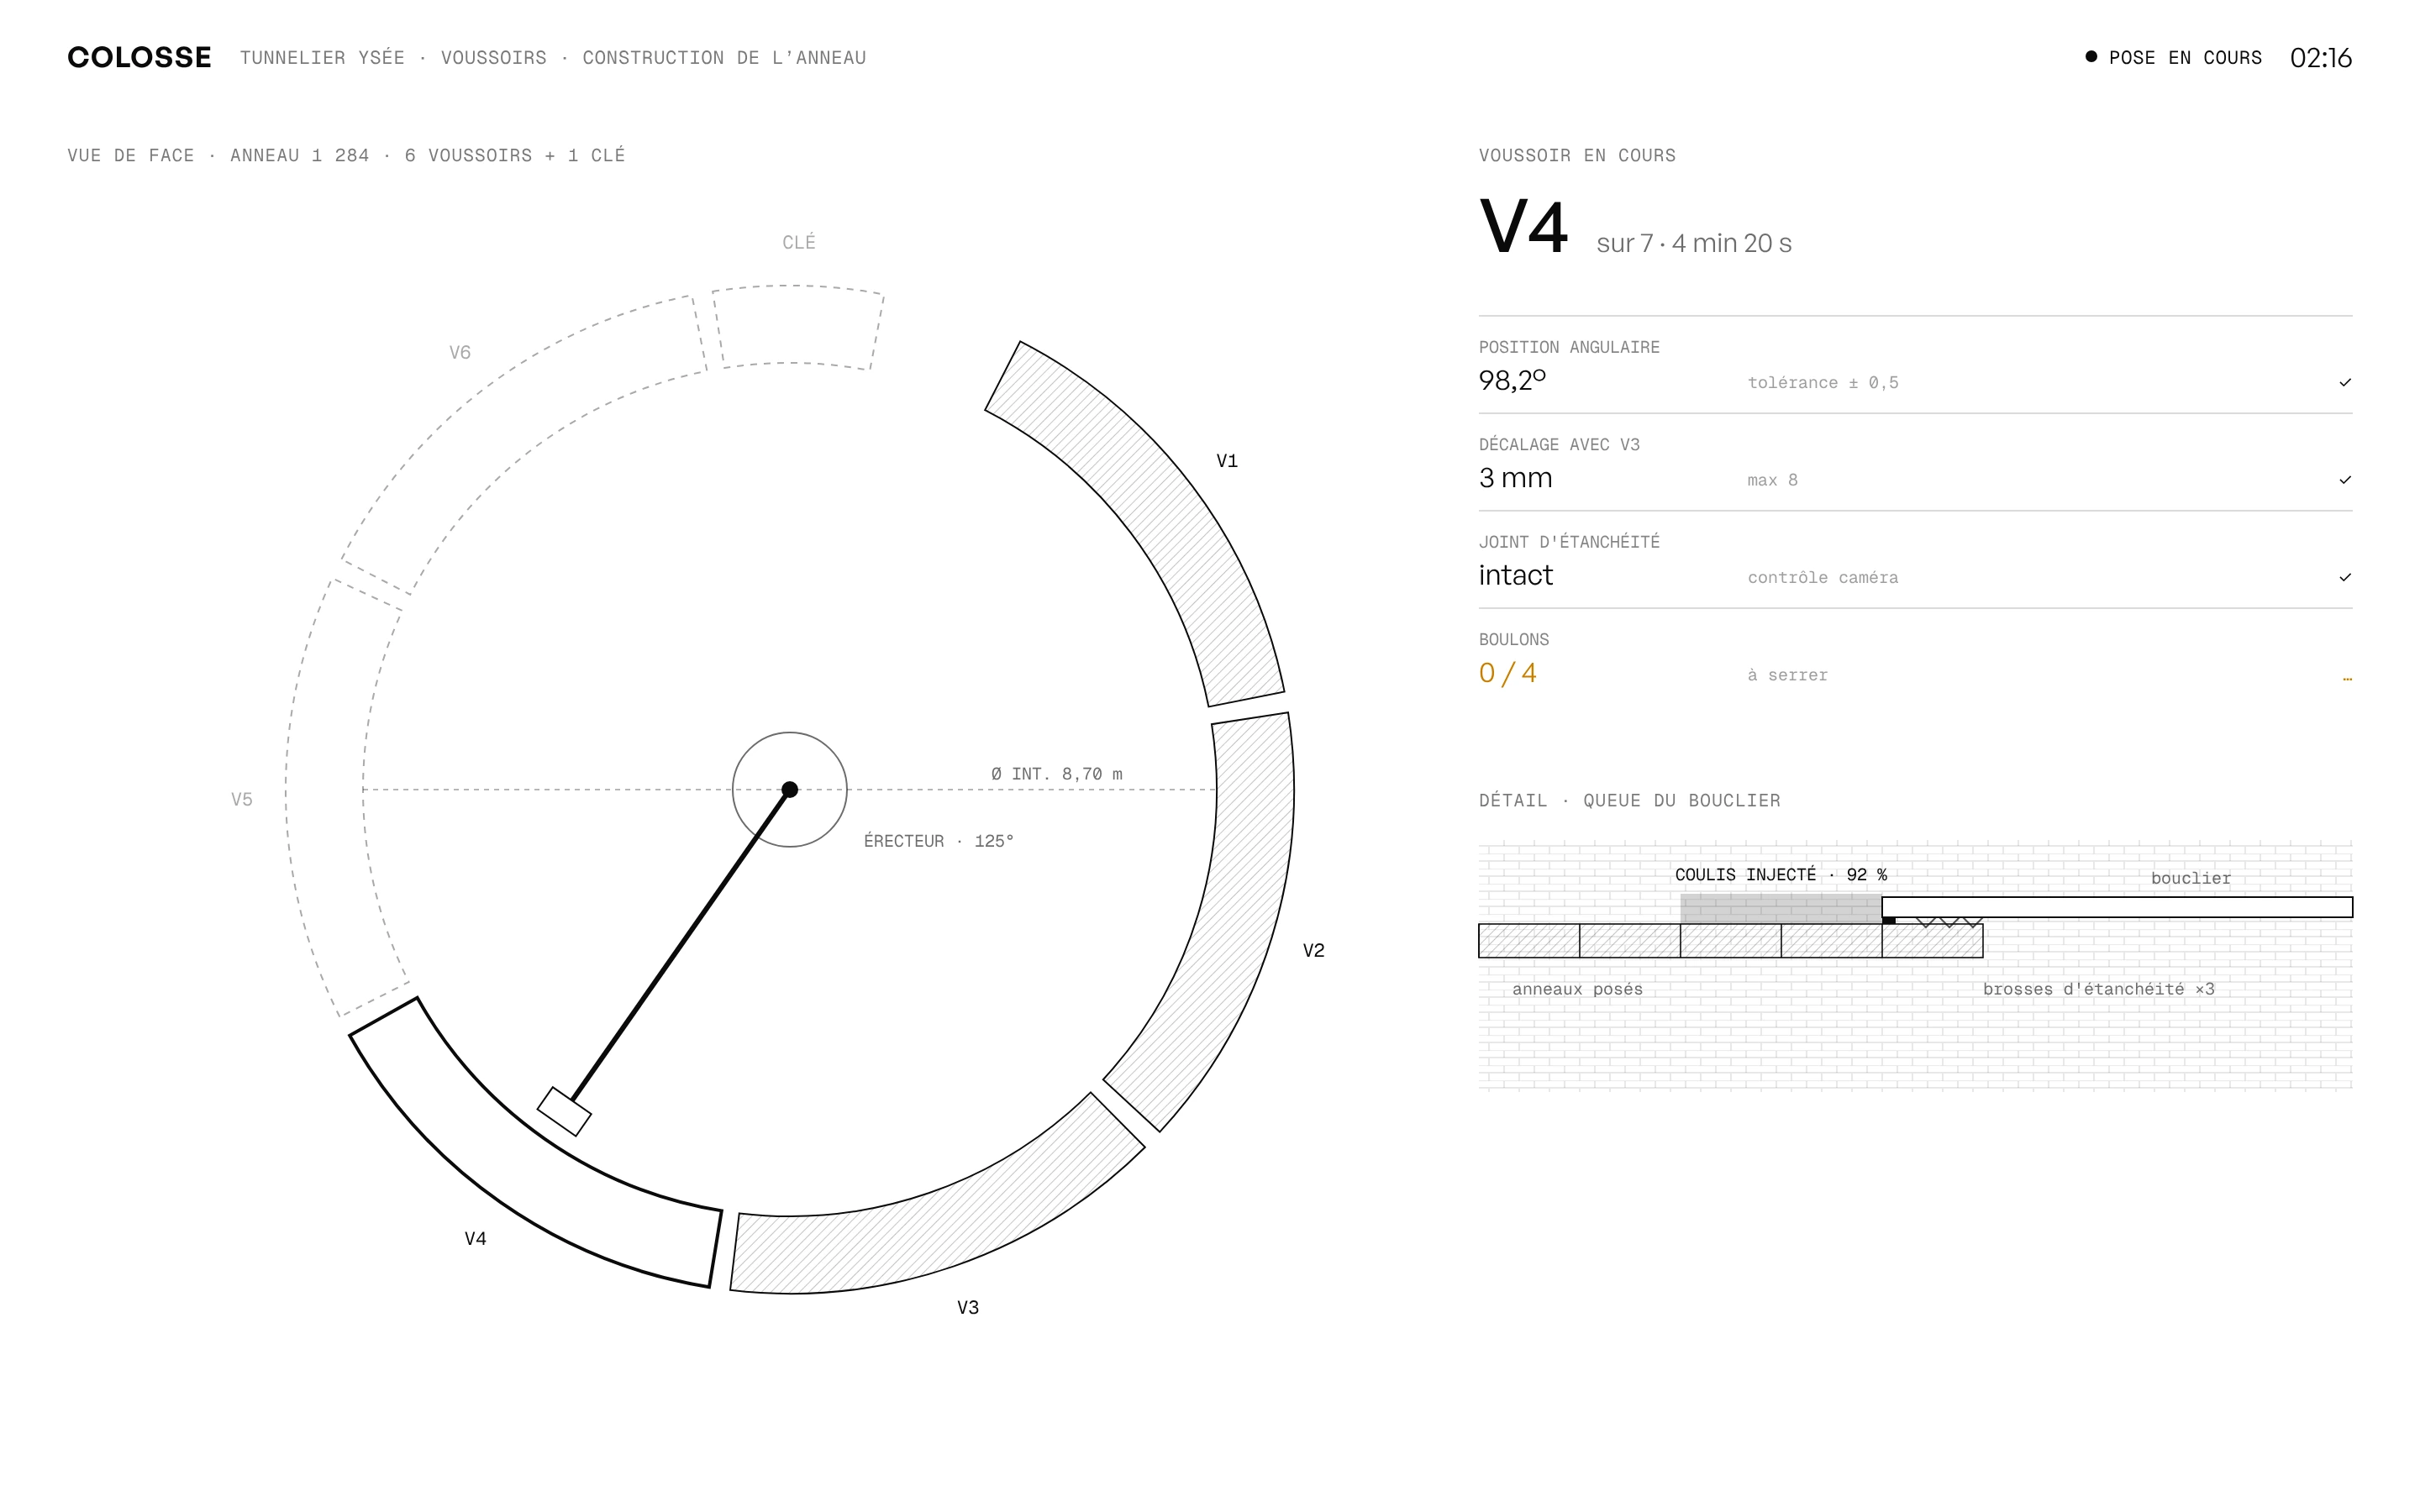 COLOSSE TUNNELIER YSÉE · VOUSSOIRS · CONSTRUCTION DE L'ANNEAU
POSE EN COURS 02:16
VUE DE FACE · ANNEAU 1 284 · 6 VOUSSOIRS + 1 CLÉ
CLÉ
V6
V1
V5
Ø INT. 8,70 m
ÉRECTEUR · 125°
V2
V4
V3
VOUSSOIR EN COURS
V4 sur 7 · 4 min 20 s
POSITION ANGULAIRE
98,2° tolérance ± 0,5 ✓
DÉCALAGE AVEC V3
3 mm max 8 ✓
JOINT D'ÉTANCHÉITÉ
intact contrôle caméra ✓
BOULONS
0 / 4 à serrer …
DÉTAIL · QUEUE DU BOUCLIER
COULIS INJECTÉ · 92 %
bouclier
anneaux posés
brosses d'étanchéité ×3